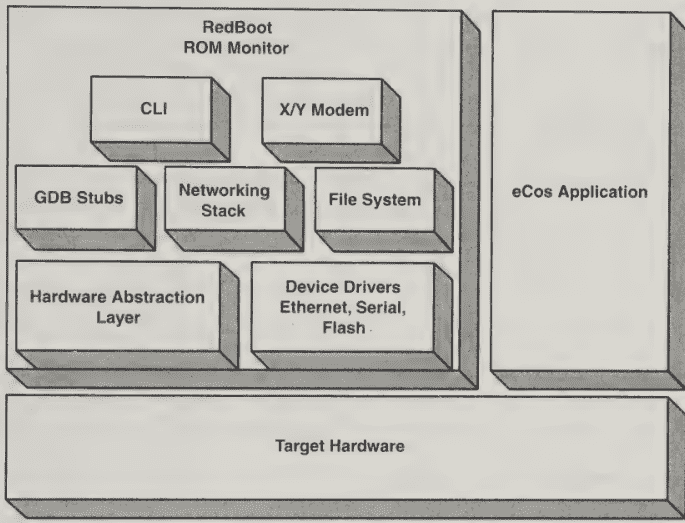 RedBoot
ROM Monitor
CLI
X/Y Modem
GDB Stubs
Networking
Stack
File System
Hardware Abstraction
Layer
Device Drivers
Ethernet, Serial,
Flash
eCos Application
Target Hardware